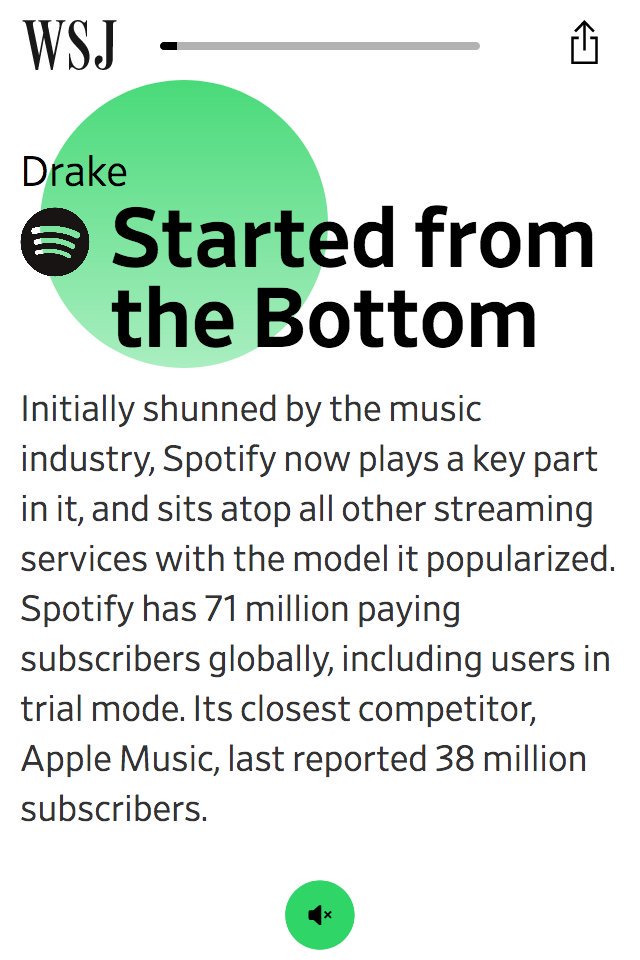 WSJ
Drake
Started from
the Bottom
Initially shunned by the music
industry, Spotify now plays a key part
in it, and sits atop all other streaming
services with the model it popularized.
Spotify has 71 million paying
subscribers globally, including users in
trial mode. Its closest competitor,
Apple Music, last reported 38 million
subscribers.